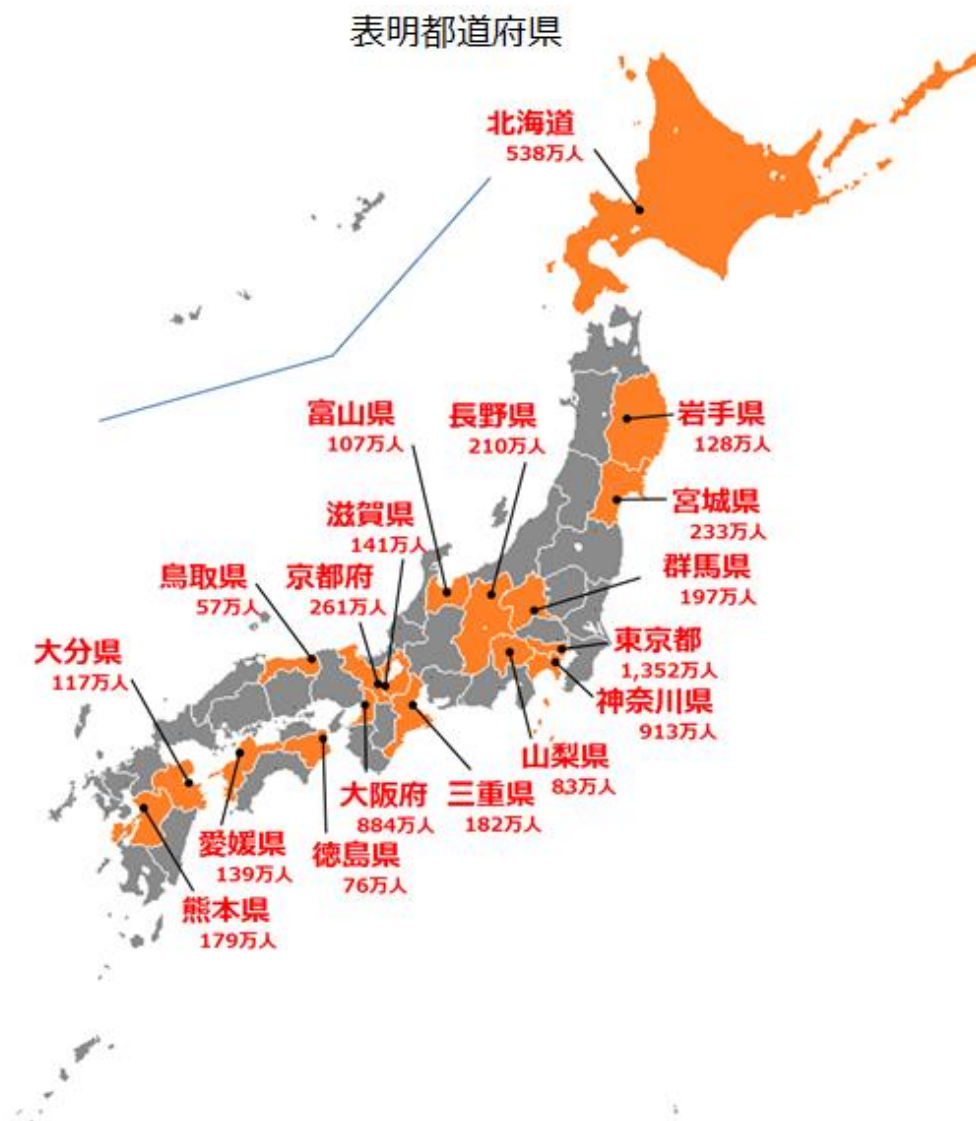 表明都道府県
北海道
538万人
富山県
107万人
長野県
210万人
岩手県
128万人
滋賀県
141万人
宮城県
233万人
鳥取県
57万人
京都府
261万人
群馬県
197万人
大分県
117万人
東京都
1,352万人
神奈川県
913万人
山梨県
83万人
大阪府
884万人
三重県
182万人
愛媛県
139万人
徳島県
76万人
熊本県
179万人